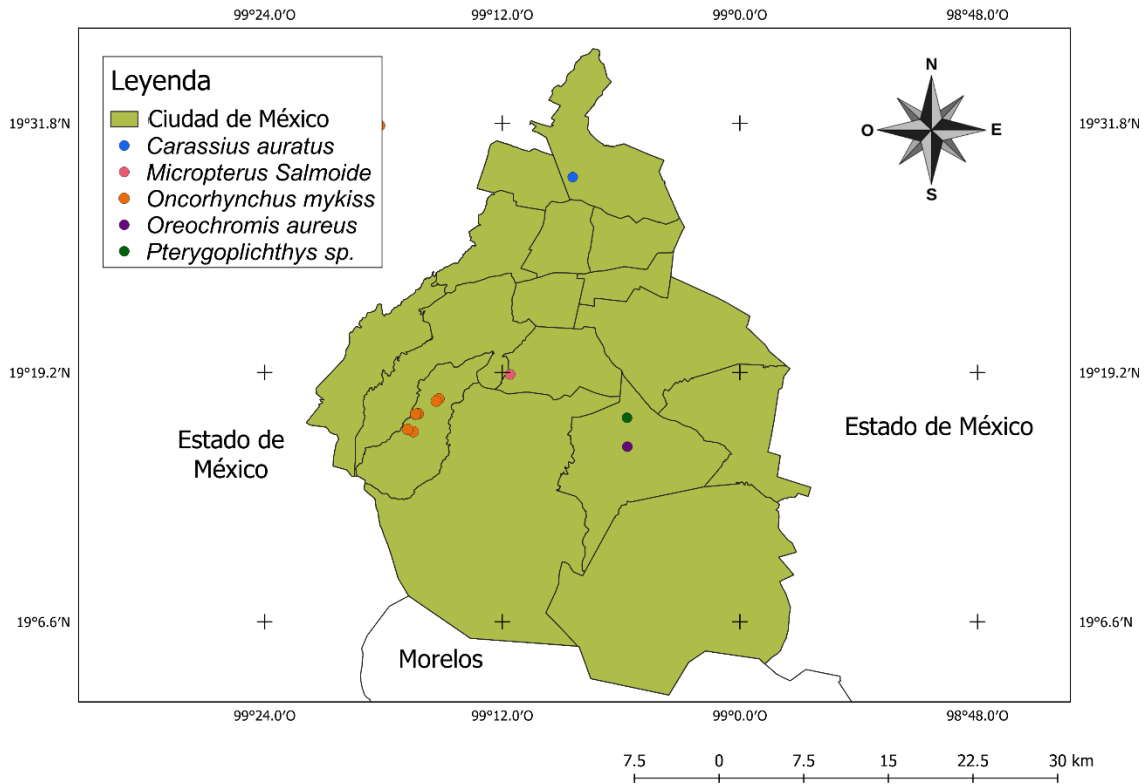 99°24.0'O 99°12.0'O 99°0.0'O 98°48.0'O
Leyenda
Ciudad de México
Carassius auratus
Micropterus Salmoide
Oncorhynchus mykiss
Oreochromis aureus
Pterygoplichthys sp.
N
O E
S
19°31.8'N 19°31.8'N
19°19.2'N 19°19.2'N
Estado de
México
Estado de México
19°6.6'N 19°6.6'N
Morelos
99°24.0'O 99°12.0'O 99°0.0'O 98°48.0'O
7.5 0 7.5 15 22.5 30 km